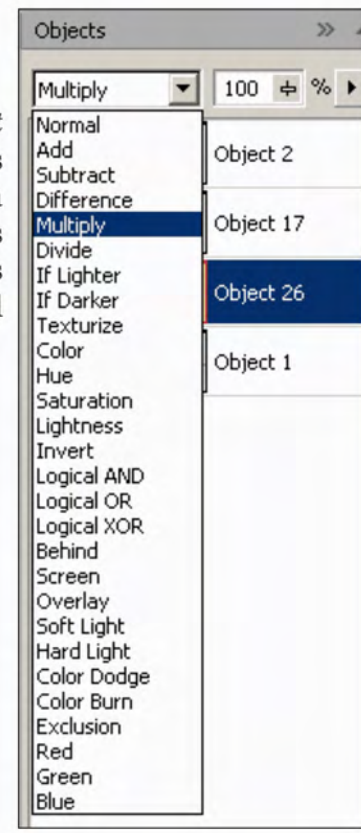 Objects
Multiply 100 %
Normal
Add
Subtract
Difference
Multiply
Divide
If Lighter
If Darker
Texturize
Color
Hue
Saturation
Lightness
Invert
Logical AND
Logical OR
Logical XOR
Behind
Screen
Overlay
Soft Light
Hard Light
Color Dodge
Color Burn
Exclusion
Red
Green
Blue
Object 2
Object 17
Object 26
Object 1